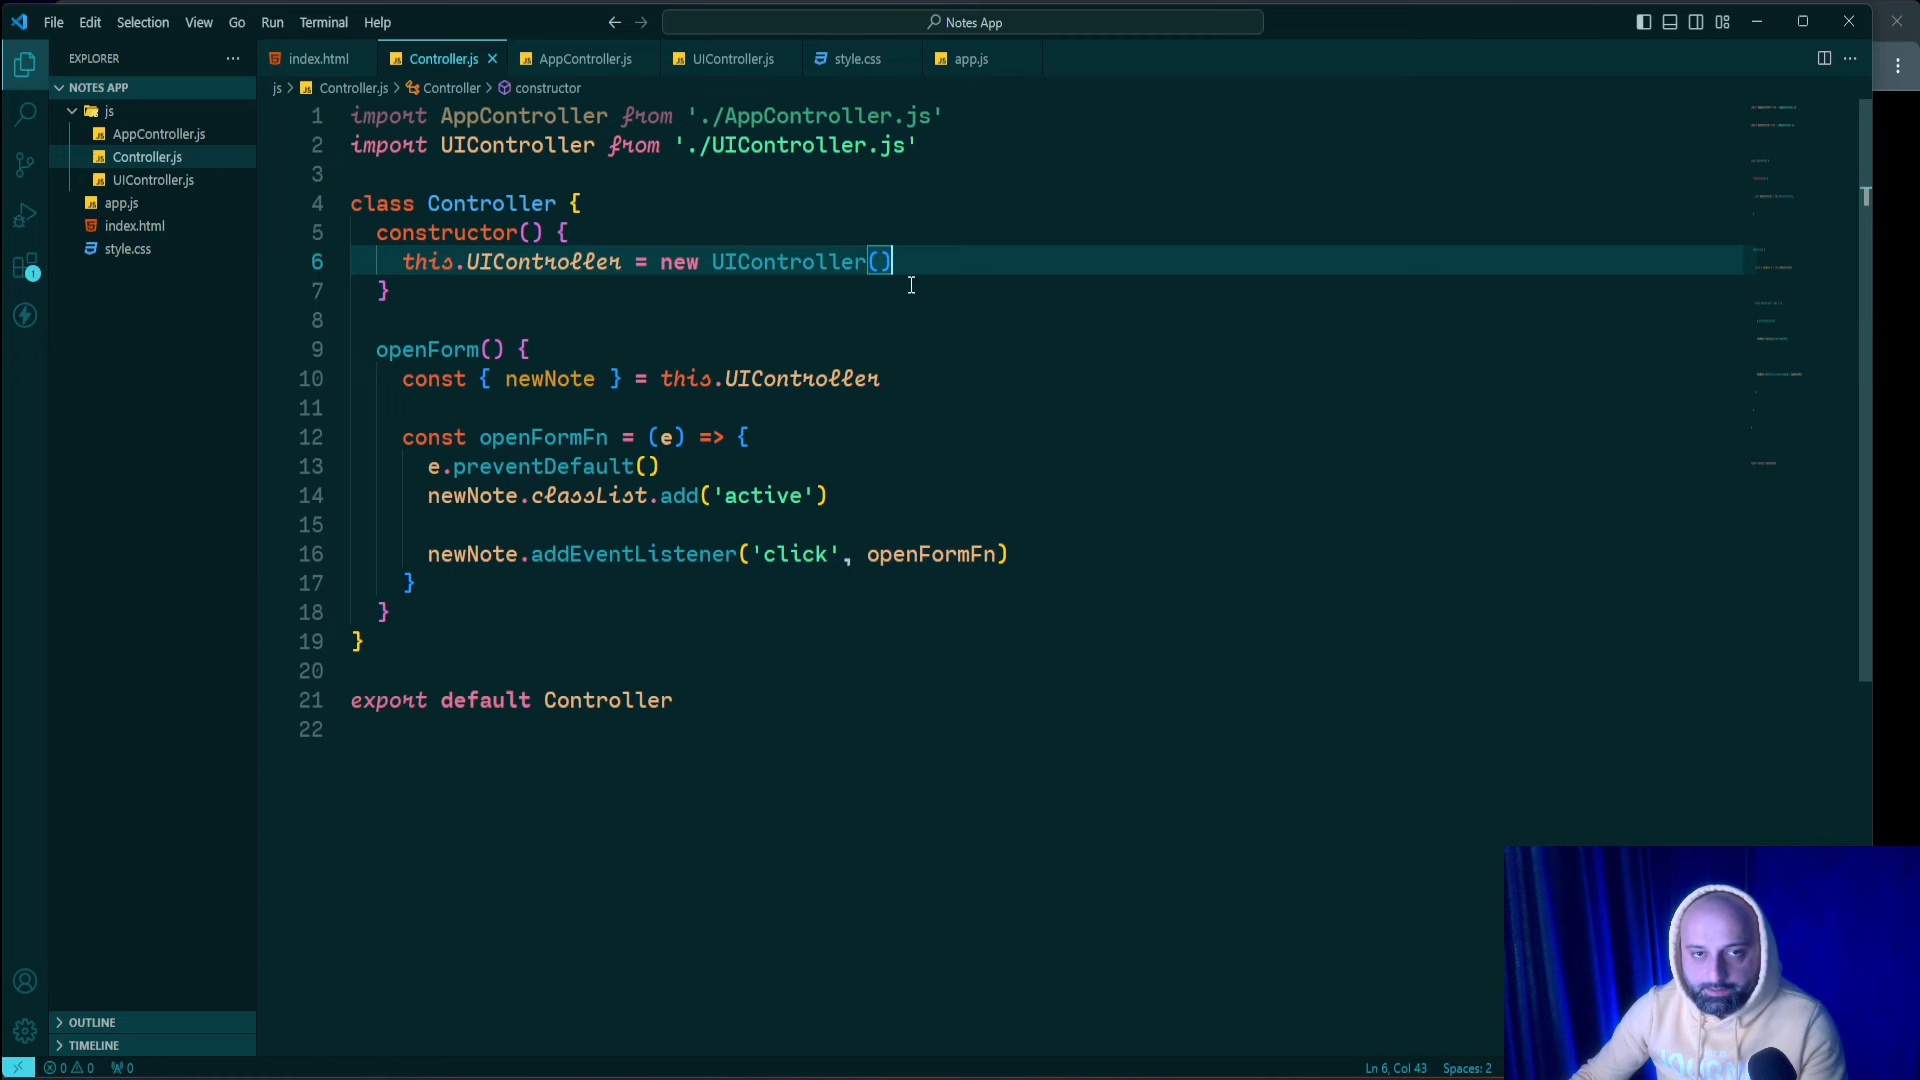 File Edit Selection View Go Run Terminal Help
Notes App
EXPLORER
NOTES APP
js
AppController.js
Controller.js
UIController.js
app.js
index.html
style.css
1
OUTLINE
TIMELINE
index.html Controller.js AppController.js UIController.js style.css app.js
js > Controller.js > Controller > constructor
1 import AppController from './AppController.js'
2 import UIController from './UIController.js'
3
4 class Controller {
5 constructor() {
6 this.UIController = new UIController()
7 }
8
9 openForm() {
10 const { newNote } = this.UIController
11
12 const openFormFn = (e) => {
13 e.preventDefault()
14 newNote.classList.add('active')
15
16 newNote.addEventListener('click', openFormFn)
17 }
18 }
19 }
20
21 export default Controller
22
0 0 0
Ln 6, Col 43 Spaces: 2